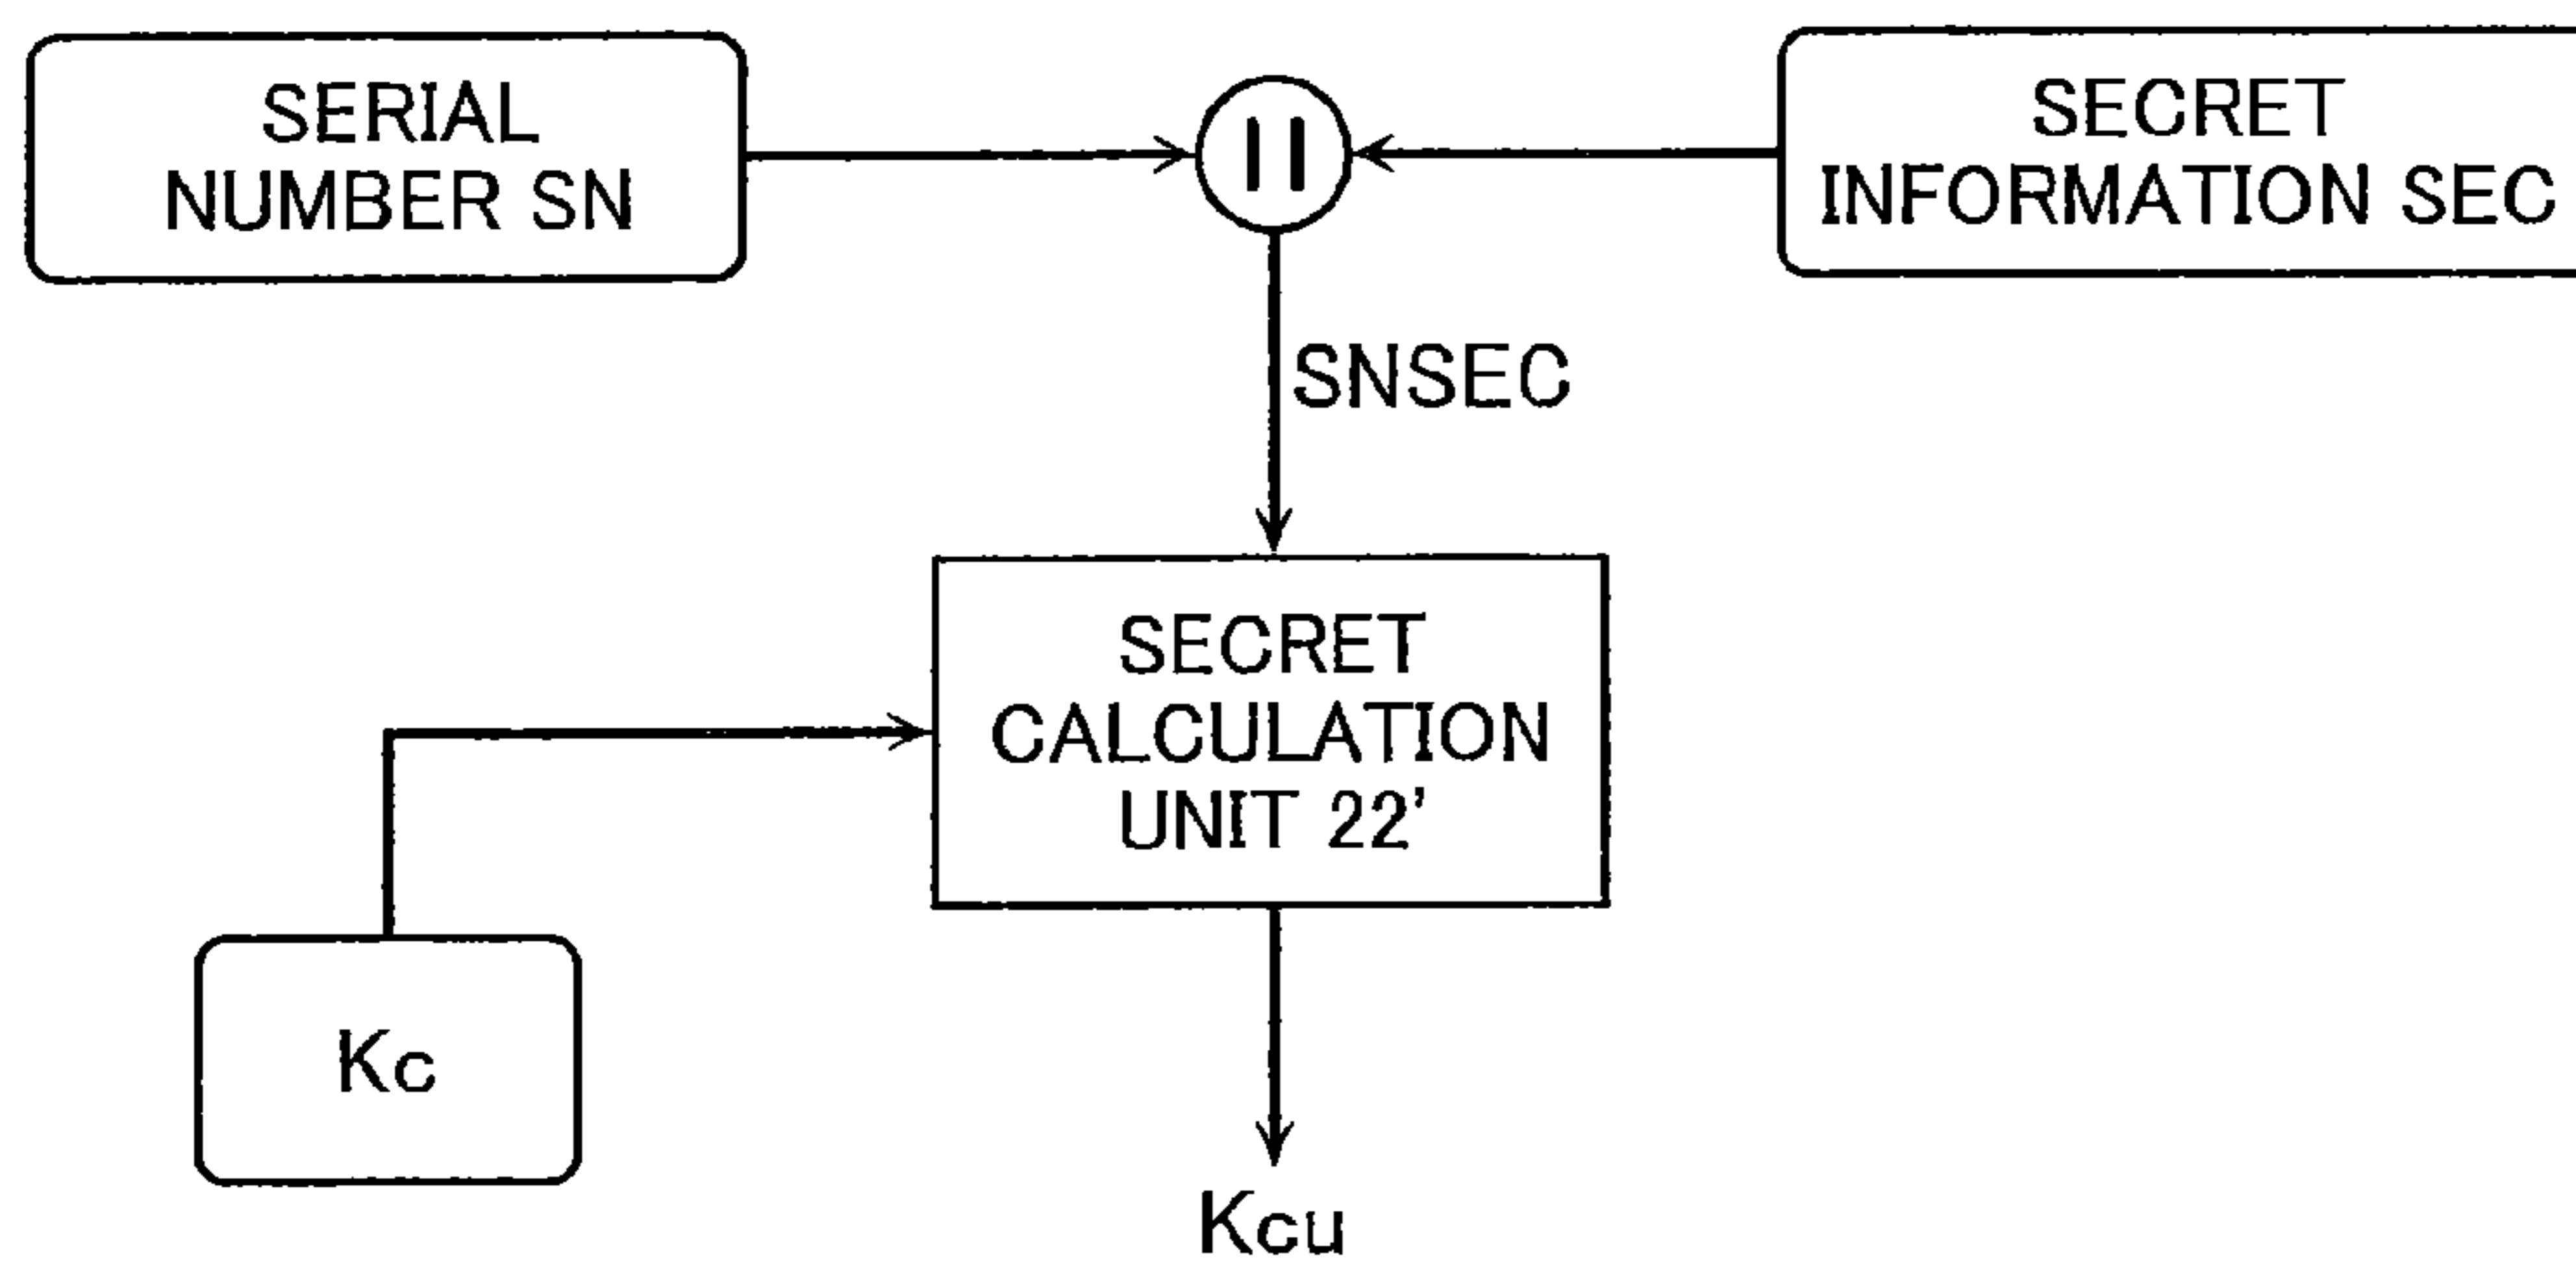 SERIAL
NUMBER SN
||
SECRET
INFORMATION SEC
SNSEC
SECRET
CALCULATION
UNIT 22'
Kc
Kcu